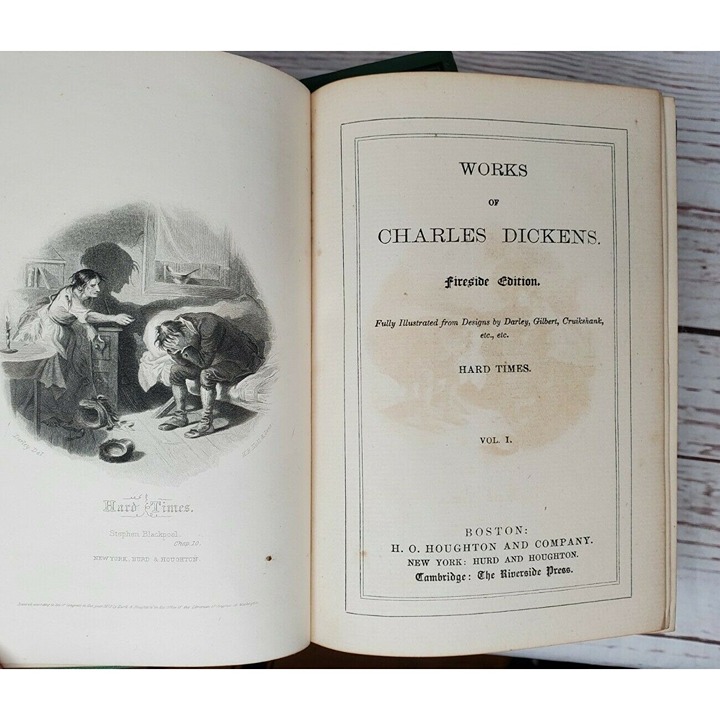 Hard Times.
Stephen Blackpool.
Chap. 10.
NEW YORK, HURD & HOUGHTON
WORKS
OF
CHARLES DICKENS.
Fireside Edition.
Fully Illustrated from Designs by Darley, Gilbert, Cruikshank,
etc., etc.
HARD TIMES.
VOL. I.
BOSTON:
H. O. HOUGHTON AND COMPANY.
NEW YORK: HURD AND HOUGHTON.
Cambridge: The Riverside Press.